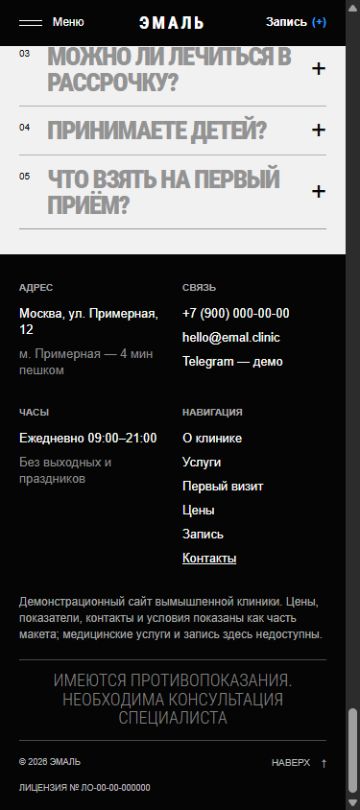 Меню
ЭМАЛЬ
Запись (+)
03
МОЖНО ЛИ ЛЕЧИТЬСЯ В
РАССРОЧКУ?
+
04
ПРИНИМАЕТЕ ДЕТЕЙ?
+
05
ЧТО ВЗЯТЬ НА ПЕРВЫЙ
ПРИЁМ?
+
АДРЕС
Москва, ул. Примерная,
12
м. Примерная — 4 мин
пешком
СВЯЗЬ
+7 (900) 000-00-00
hello@emal.clinic
Telegram — демо
ЧАСЫ
Ежедневно 09:00–21:00
Без выходных и
праздников
НАВИГАЦИЯ
О клинике
Услуги
Первый визит
Цены
Запись
Контакты
Демонстрационный сайт вымышленной клиники. Цены,
показатели, контакты и условия показаны как часть
макета; медицинские услуги и запись здесь недоступны.
ИМЕЮТСЯ ПРОТИВОПОКАЗАНИЯ.
НЕОБХОДИМА КОНСУЛЬТАЦИЯ
СПЕЦИАЛИСТА
© 2026 ЭМАЛЬ
НАВЕРХ ↑
ЛИЦЕНЗИЯ № ЛО-00-00-000000